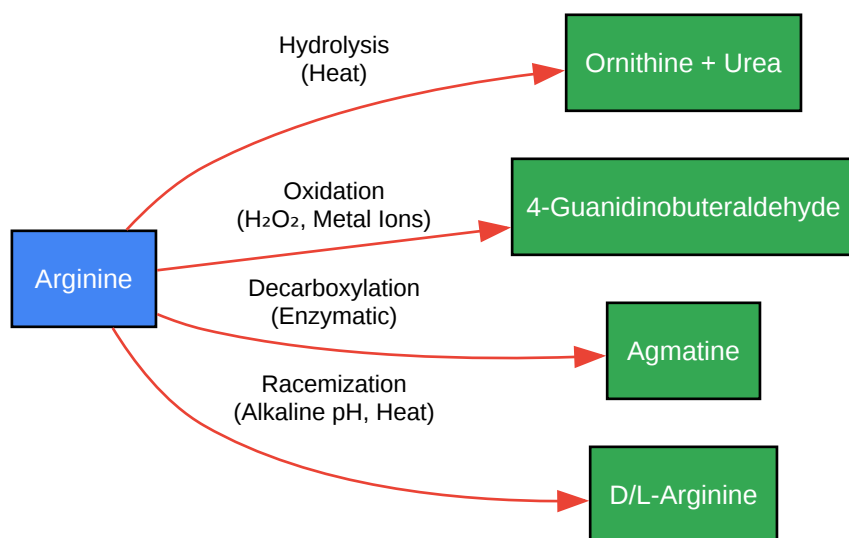 Hydrolysis
(Heat)
Ornithine + Urea
Oxidation
(H₂O₂, Metal Ions)
4-Guanidinobuteraldehyde
Arginine
Decarboxylation
(Enzymatic)
Agmatine
Racemization
(Alkaline pH, Heat)
D/L-Arginine